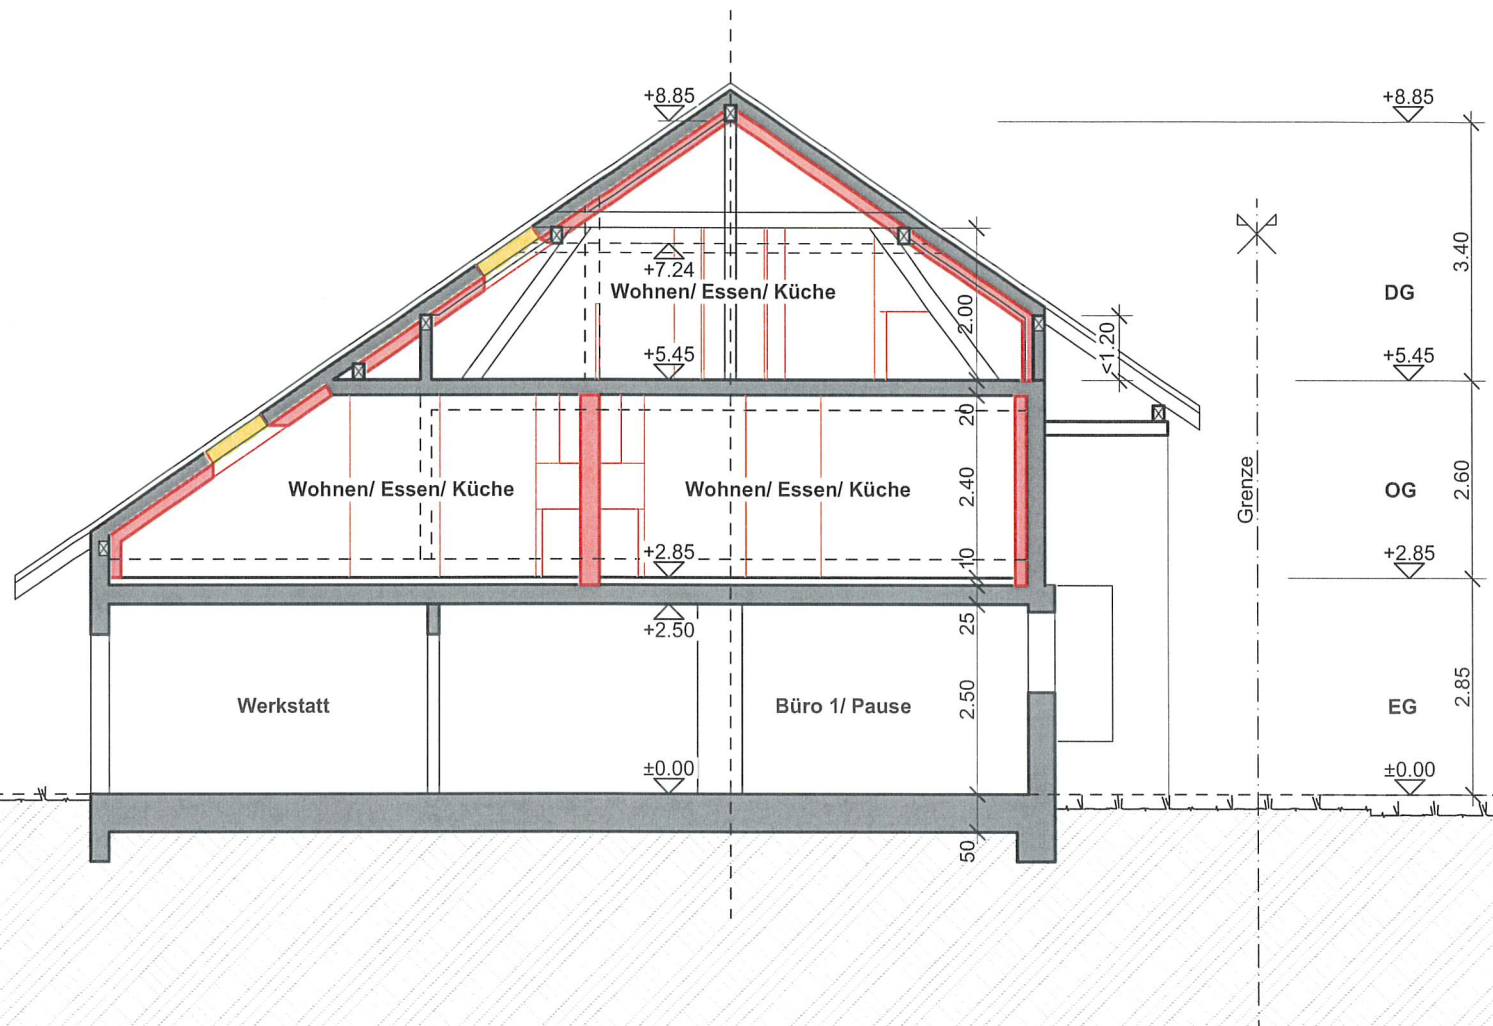 +8.85
+8.85
+7.24
Wohnen/ Essen/ Küche
2.00
3.40
DG
<1.20
+5.45
+5.45
20
Wohnen/ Essen/ Küche
Wohnen/ Essen/ Küche
2.40
Grenze
OG
2.60
+2.85
10
+2.85
+2.50
25
Werkstatt
Büro 1/ Pause
2.50
EG
2.85
±0.00
±0.00
50